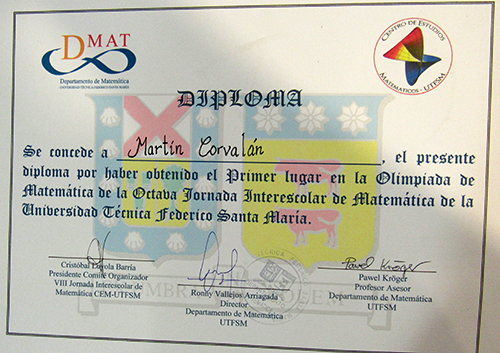 DMAT
Departamento de Matemática
UNIVERSIDAD TÉCNICA FEDERICO SANTA MARÍA
CENTRO DE ESTUDIOS
MATEMÁTICOS - UTFSM
DIPLOMA
Se concede a Martín Corvalán, el presente
diploma por haber obtenido el Primer lugar en la Olimpíada de
Matemática de la Octava Jornada Interescolar de Matemática de la
Universidad Técnica Federico Santa María.
Cristóbal Loyola Barría
Presidente Comité Organizador
VIII Jornada Interescolar de
Matemática CEM-UTFSM
Ronny Vallejos Arriagada
Director
Departamento de Matemática
UTFSM
Pavel Kröger
Pawel Kröger
Profesor Asesor
Departamento de Matemática
UTFSM